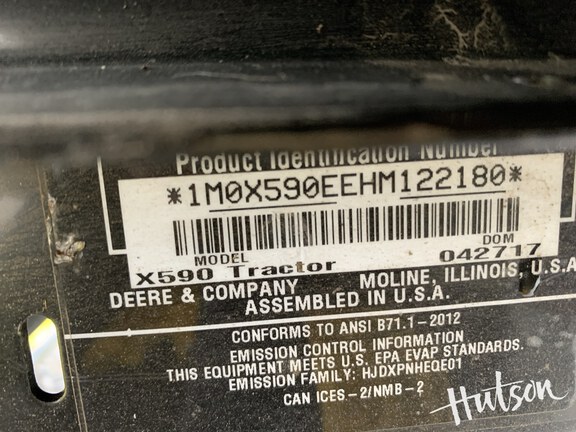 Product Identification Number
*1M0X590EEHM122180*
MODEL DOM
X590 Tractor 042717
DEERE & COMPANY MOLINE, ILLINOIS, U.S.A.
ASSEMBLED IN U.S.A.
CONFORMS TO ANSI B71.1-2012
EMISSION CONTROL INFORMATION
THIS EQUIPMENT MEETS U.S. EPA EVAP STANDARDS.
EMISSION FAMILY: HJDXPNHEQE01
CAN ICES-2/NMB-2
Hutson